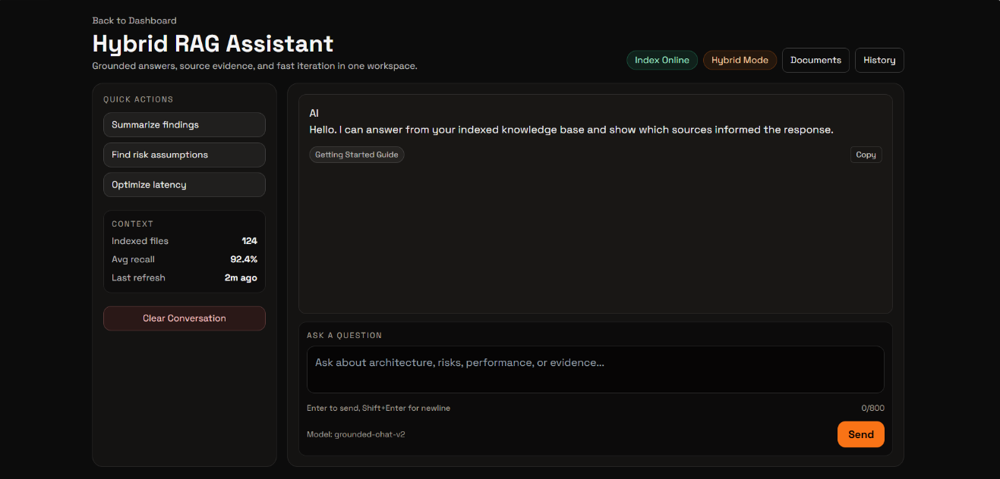 Back to Dashboard
Hybrid RAG Assistant
Grounded answers, source evidence, and fast iteration in one workspace.
Index Online
Hybrid Mode
Documents
History
QUICK ACTIONS
Summarize findings
Find risk assumptions
Optimize latency
CONTEXT
Indexed files 124
Avg recall 92.4%
Last refresh 2m ago
Clear Conversation
AI
Hello. I can answer from your indexed knowledge base and show which sources informed the response.
Getting Started Guide
Copy
ASK A QUESTION
Ask about architecture, risks, performance, or evidence...
Enter to send, Shift+Enter for newline
0/800
Model: grounded-chat-v2
Send